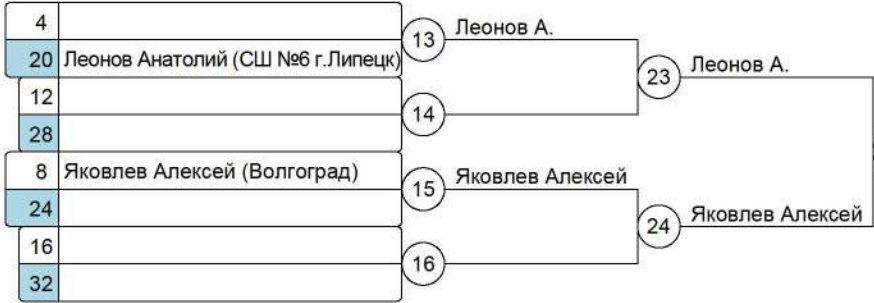 4
13 Леонов А.
20 Леонов Анатолий (СШ №6 г.Липецк)
23 Леонов А.
12
14
28
8 Яковлев Алексей (Волгоград)
15 Яковлев Алексей
24
24 Яковлев Алексей
16
16
32